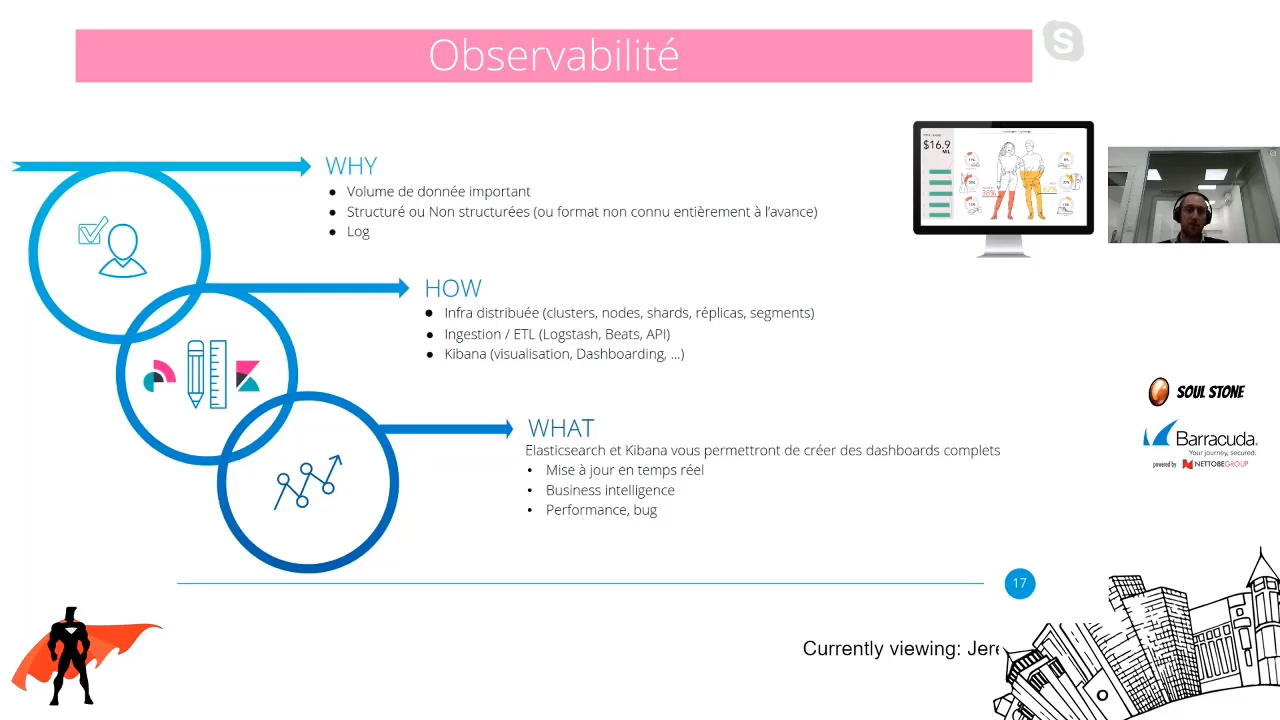 Observabilité
S
WHY
• Volume de donnée important
• Structuré ou Non structurées (ou format non connu entièrement à l'avance)
• Log
$16.9
ML
HOW
• Infra distribuée (clusters, nodes, shards, réplicas, segments)
• Ingestion / ETL (Logstash, Beats, API)
• Kibana (visualisation, Dashboarding, ...)
SOUL STONE
Barracuda.
Your journey, secured.
powered by NETTOBEGROUP
WHAT
Elasticsearch et Kibana vous permettront de créer des dashboards complets
• Mise à jour en temps réel
• Business intelligence
• Performance, bug
17
Currently viewing: Jere